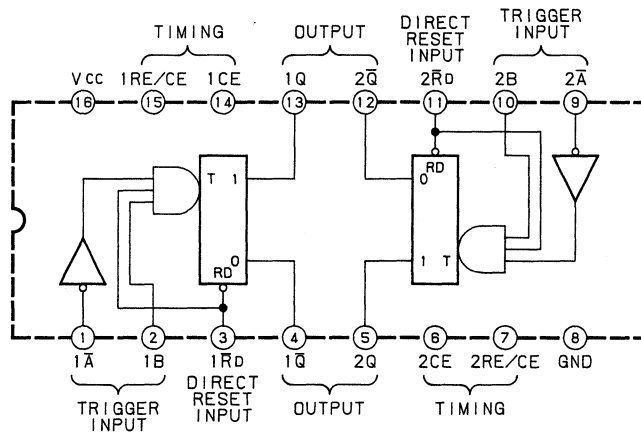 TIMING
OUTPUT
DIRECT
RESET
INPUT
TRIGGER
INPUT
VCC 1RE/CE 1CE 1Q 2Q̅ 2R̅D 2B 2A̅
16 15 14 13 12 11 10 9
T 1
0
RD
RD
0
1 T
1 2 3 4 5 6 7 8
1A̅ 1B 1R̅D 1Q̅ 2Q 2CE 2RE/CE GND
TRIGGER
INPUT
DIRECT
RESET
INPUT
OUTPUT
TIMING